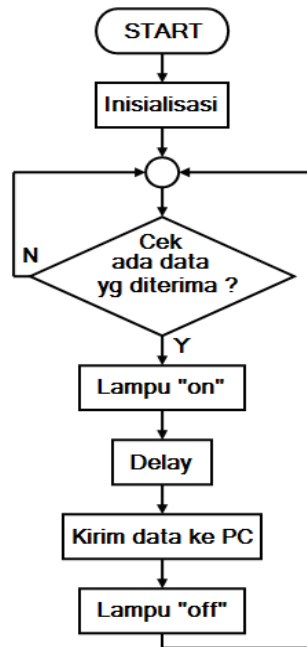 START
Inisialisasi
Cek
ada data
yg diterima ?
N
Y
Lampu "on"
Delay
Kirim data ke PC
Lampu "off"